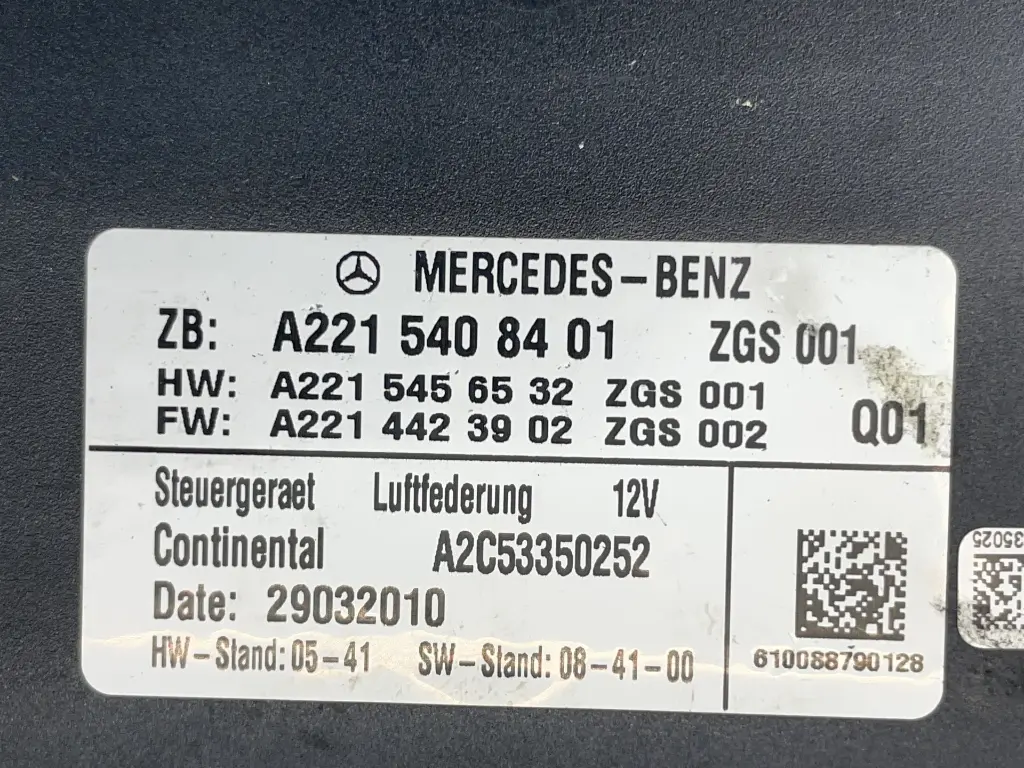 MERCEDES-BENZ
ZB: A221 540 84 01 ZGS 001
HW: A221 545 65 32 ZGS 001
FW: A221 442 39 02 ZGS 002 Q01
Steuergeraet Luftfederung 12V
Continental A2C53350252
Date: 29032010
HW-Stand: 05-41 SW-Stand: 08-41-00
610088790128